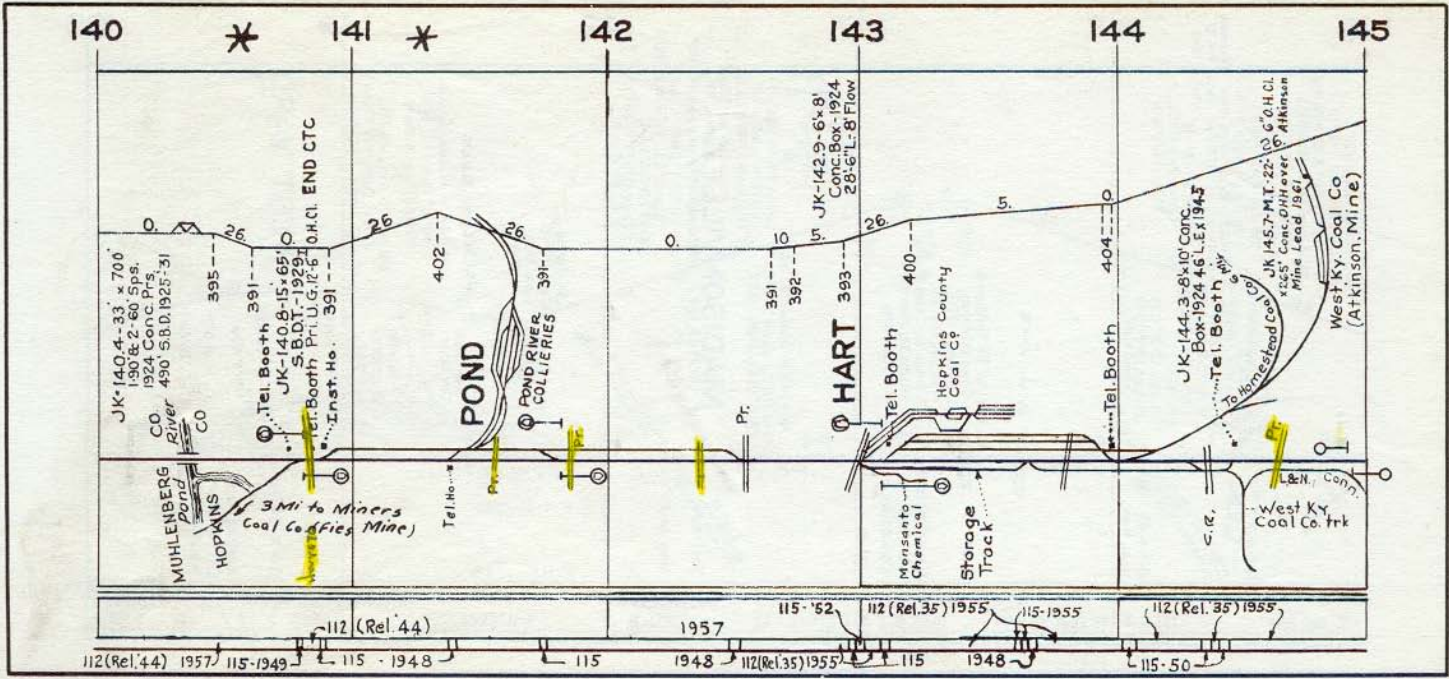 140
141
142
143
144
145
0.
26.
0.
26.
26.
0.
10
5.
26.
5.
0.
395
391
391
402
391
391
392
393
400
404
JK-140.4-33' x 700'
1-90' & 2-60' Sps.
1924 Conc. Prs.
490' S.B.D. 1925-31
Tel. Booth
JK-140.8-15x65'
S.B.D.T.-1929
Tel. Booth Pri. U.G. 12'-6" O.H.Cl. END CTC
Inst. Ho.
MUHLENBERG CO
Pond River
HOPKINS CO
3 Mi to Miners
Coal Co (Fies Mine)
Tel. Ho.
POND
POND RIVER
COLLIERIES
Pr.
Pr.
Pr.
JK-142.9-6'x8'
Conc. Box-1924
28'-6" L.-8' Flow
HART
Tel. Booth
Hopkins County
Coal Co
Monsanto
Chemical
Storage
Track
Tel. Booth
JK-144.3-8'x10' Conc.
Box-1924 46' L. Ex 1945
Tel. Booth
To Homestead Coal Co's
JK 145.7-M.T.-22'
6" O.H.Cl.
x265' Conc. DHH over Atkinson
Mine Lead 1961
West Ky. Coal Co
(Atkinson, Mine)
Pr.
L&N. Conn.
West KY
Coal Co. trk
C.R.
112 (Rel.'44)
1957
115-'52
112 (Rel.35) 1955
115-1955
112 (Rel.'35) 1955
112 (Rel.'44)
1957
115-1949
115 - 1948
115
1948
112 (Rel.35) 1955
115
1948
115-50